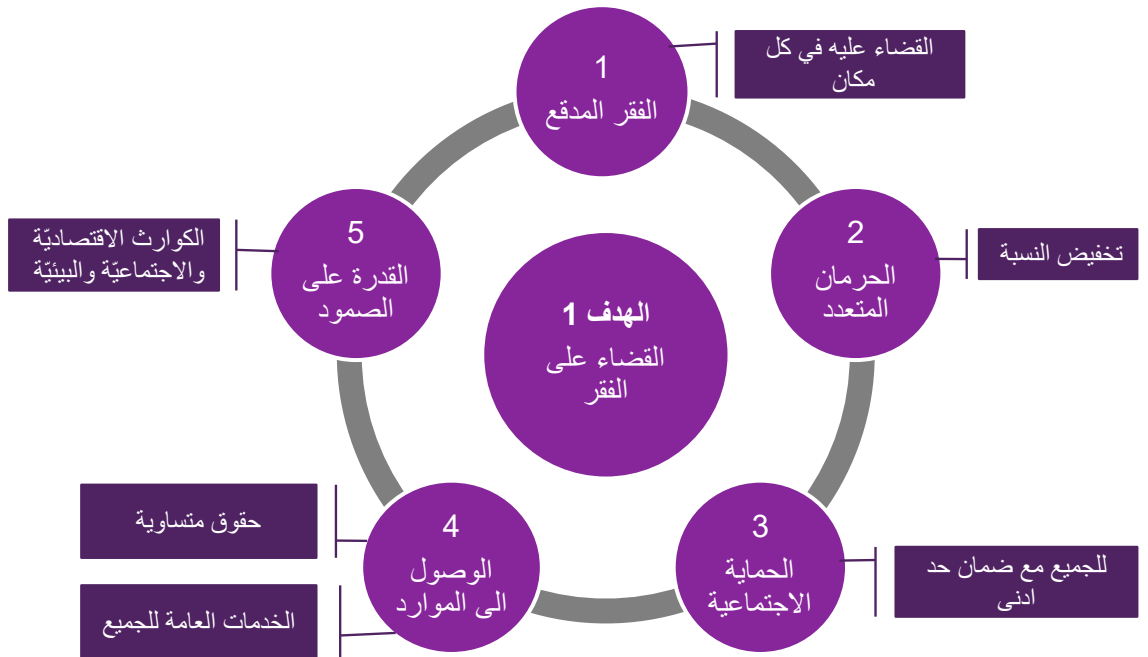 1
الفقر المدقع
القضاء عليه في كل
مكان
2
الحرمان
المتعدد
تخفيض النسبة
3
الحماية
الاجتماعية
للجميع مع ضمان حد
ادنى
4
الوصول
الى الموارد
حقوق متساوية
الخدمات العامة للجميع
5
القدرة على
الصمود
الكوارث الاقتصاديّة
والاجتماعيّة والبيئيّة
الهدف 1
القضاء على
الفقر